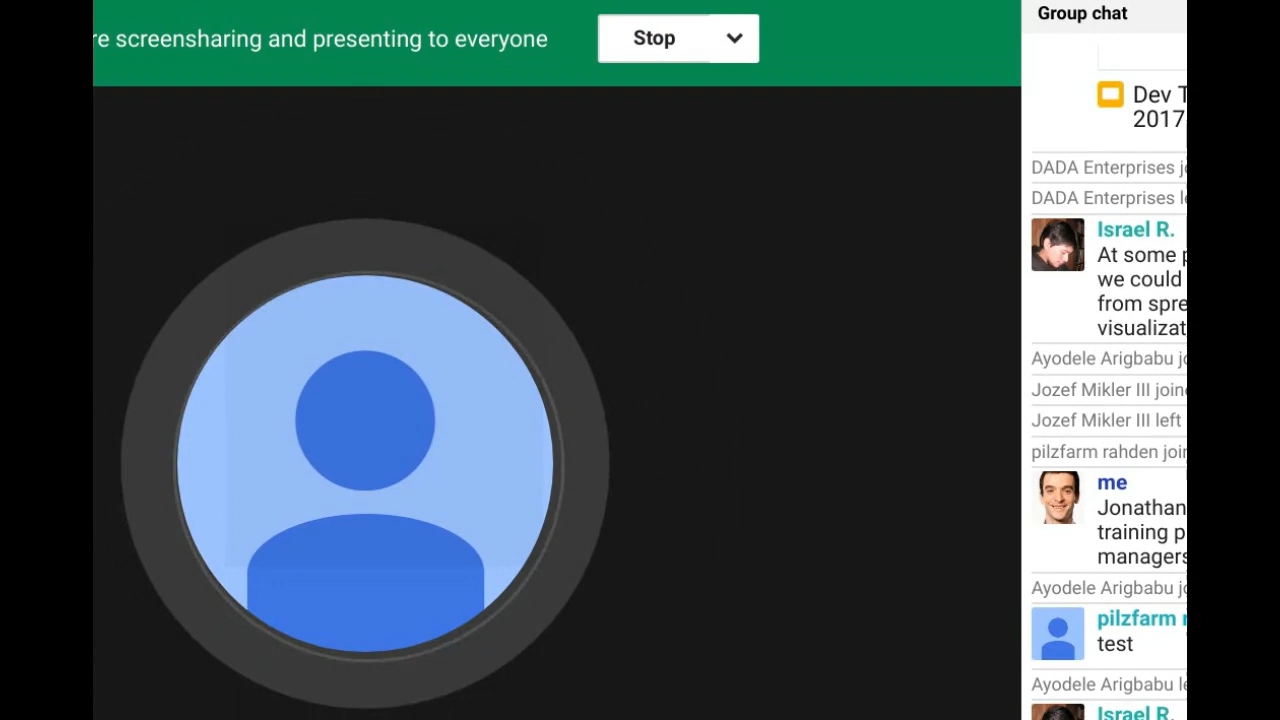 re screensharing and presenting to everyone
Stop
Group chat
Dev T
2017
DADA Enterprises jo
DADA Enterprises le
Israel R.
At some p
we could
from spre
visualizat
Ayodele Arigbabu jo
Jozef Mikler III joine
Jozef Mikler III left
pilzfarm rahden join
me
Jonathan
training p
managers
Ayodele Arigbabu jo
pilzfarm r
test
Ayodele Arigbabu le
Israel R.